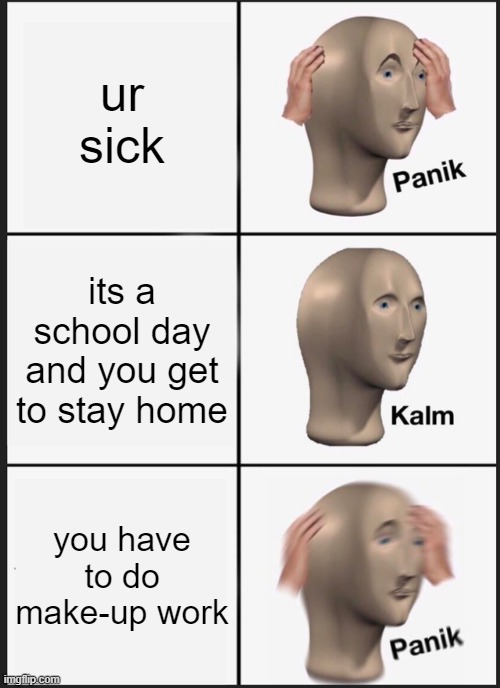 ur
sick
Panik
its a
school day
and you get
to stay home
Kalm
you have
to do
make-up work
Panik
imgflip.com